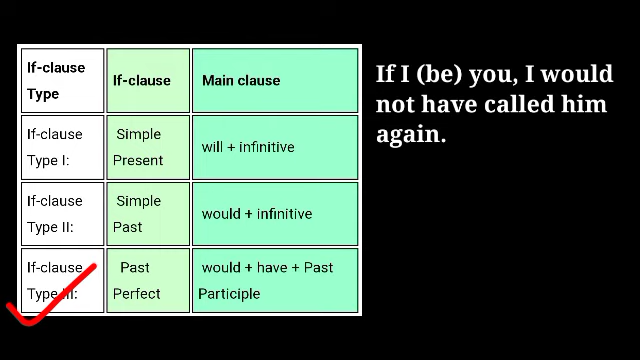 If-clause Type
If-clause
Main clause
If-clause Type I:
Simple Present
will + infinitive
If-clause Type II:
Simple Past
would + infinitive
If-clause Type III:
Past Perfect
would + have + Past Participle
If I (be) you, I would
not have called him
again.